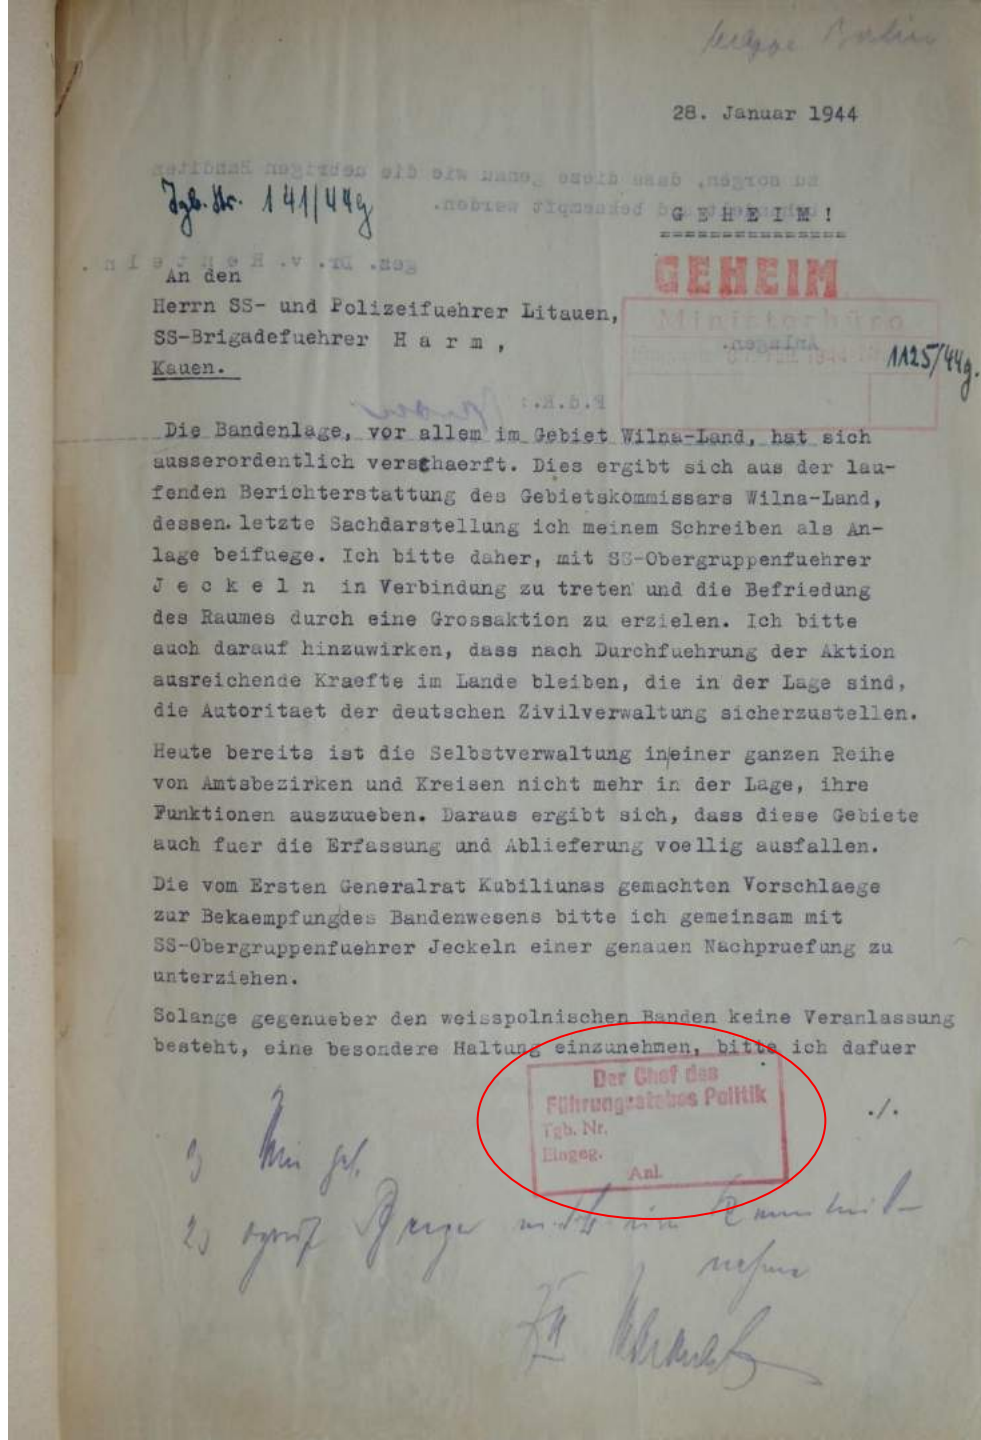 28. Januar 1944
Tgb. Nr. 141/44g
G E H E I M !
===============
GEHEIM
An den
Herrn SS- und Polizeifuehrer Litauen,
SS-Brigadefuehrer H a r m ,
Kauen.
Ministerbüro
1944
1125/44g.
Die Bandenlage, vor allem im Gebiet Wilna-Land, hat sich
ausserordentlich verschaerft. Dies ergibt sich aus der lau-
fenden Berichterstattung des Gebietskommissars Wilna-Land,
dessen letzte Sachdarstellung ich meinem Schreiben als An-
lage beifuege. Ich bitte daher, mit SS-Obergruppenfuehrer
J e c k e l n in Verbindung zu treten und die Befriedung
des Raumes durch eine Grossaktion zu erzielen. Ich bitte
auch darauf hinzuwirken, dass nach Durchfuehrung der Aktion
ausreichende Kraefte im Lande bleiben, die in der Lage sind,
die Autoritaet der deutschen Zivilverwaltung sicherzustellen.
Heute bereits ist die Selbstverwaltung in/einer ganzen Reihe
von Amtsbezirken und Kreisen nicht mehr in der Lage, ihre
Funktionen auszuueben. Daraus ergibt sich, dass diese Gebiete
auch fuer die Erfassung und Ablieferung voellig ausfallen.
Die vom Ersten Generalrat Kubiliunas gemachten Vorschlaege
zur Bekaempfung/des Bandenwesens bitte ich gemeinsam mit
SS-Obergruppenfuehrer Jeckeln einer genauen Nachpruefung zu
unterziehen.
Solange gegenueber den weisspolnischen Banden keine Veranlassung
besteht, eine besondere Haltung einzunehmen, bitte ich dafuer
Der Chef des
Führungsstabes Politik
Tgb. Nr.
Eingeg.
Anl.
./.
1)
2)